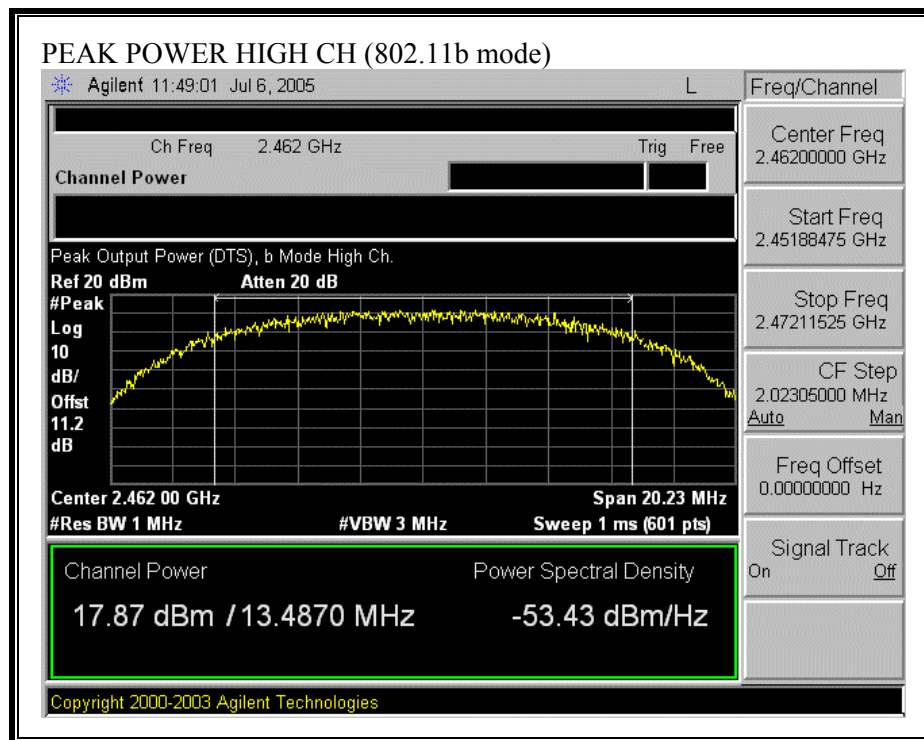 PEAK POWER HIGH CH (802.11b mode)
Agilent 11:49:01 Jul 6, 2005 L
Freq/Channel
Ch Freq 2.462 GHz Trig Free
Channel Power
Center Freq
2.46200000 GHz
Start Freq
2.45188475 GHz
Stop Freq
2.47211525 GHz
CF Step
2.02305000 MHz
Auto Man
Freq Offset
0.00000000 Hz
Signal Track
On Off
Peak Output Power (DTS), b Mode High Ch.
Ref 20 dBm Atten 20 dB
#Peak
Log
10
dB/
Offst
11.2
dB
Center 2.462 00 GHz Span 20.23 MHz
#Res BW 1 MHz #VBW 3 MHz Sweep 1 ms (601 pts)
Channel Power Power Spectral Density
17.87 dBm / 13.4870 MHz -53.43 dBm/Hz
Copyright 2000-2003 Agilent Technologies